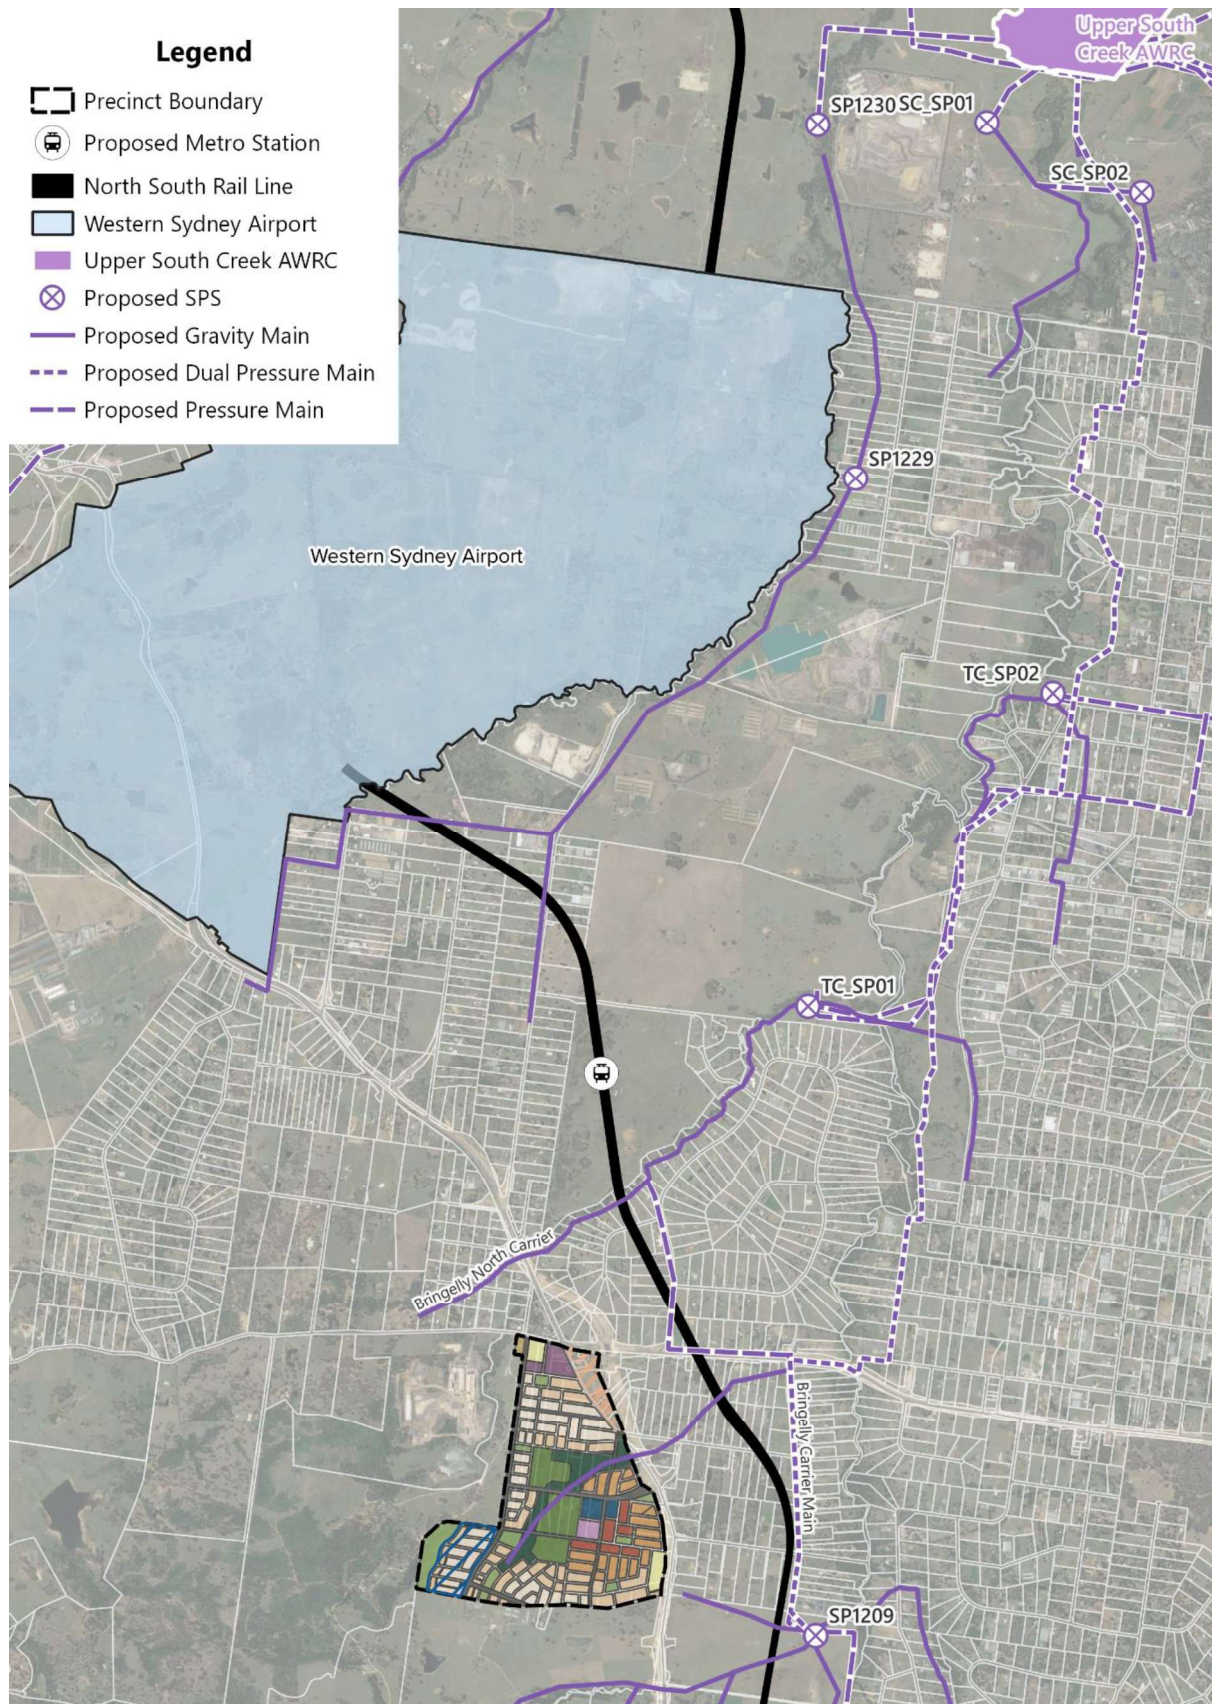 Legend
Precinct Boundary
Proposed Metro Station
North South Rail Line
Western Sydney Airport
Upper South Creek AWRC
Proposed SPS
Proposed Gravity Main
Proposed Dual Pressure Main
Proposed Pressure Main
Upper South
Creek AWRC
SP1230
SC_SP01
SC_SP02
SP1229
Western Sydney Airport
TC_SP02
TC_SP01
Bringelly North Carrier
Bringelly Carrier Main
SP1209